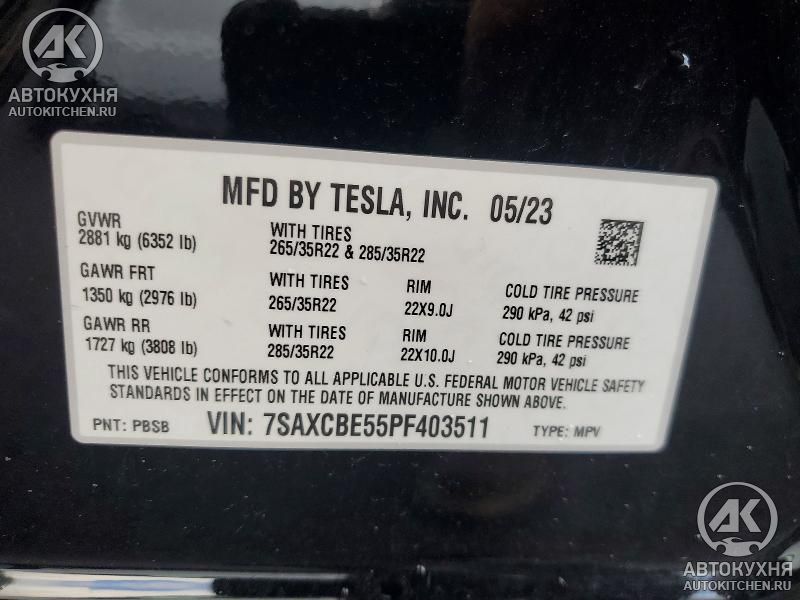 AK
АВТОКУХНЯ
AUTOKITCHEN.RU
MFD BY TESLA, INC. 05/23
GVWR
2881 kg (6352 lb)
WITH TIRES
265/35R22 & 285/35R22
GAWR FRT
1350 kg (2976 lb)
WITH TIRES
265/35R22
RIM
22X9.0J
COLD TIRE PRESSURE
290 kPa, 42 psi
GAWR RR
1727 kg (3808 lb)
WITH TIRES
285/35R22
RIM
22X10.0J
COLD TIRE PRESSURE
290 kPa, 42 psi
THIS VEHICLE CONFORMS TO ALL APPLICABLE U.S. FEDERAL MOTOR VEHICLE SAFETY
STANDARDS IN EFFECT ON THE DATE OF MANUFACTURE SHOWN ABOVE.
PNT: PBSB VIN: 7SAXCBE55PF403511 TYPE: MPV
AK
АВТОКУХНЯ
AUTOKITCHEN.RU